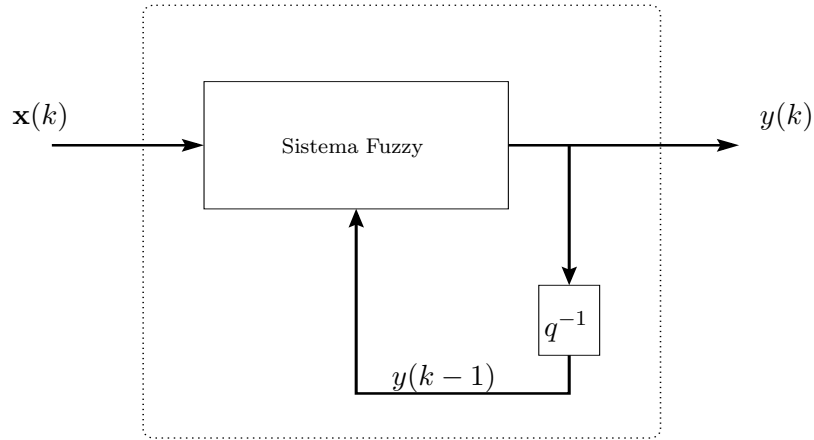 x(k)
y(k)
Sistema Fuzzy
q⁻¹
y(k − 1)